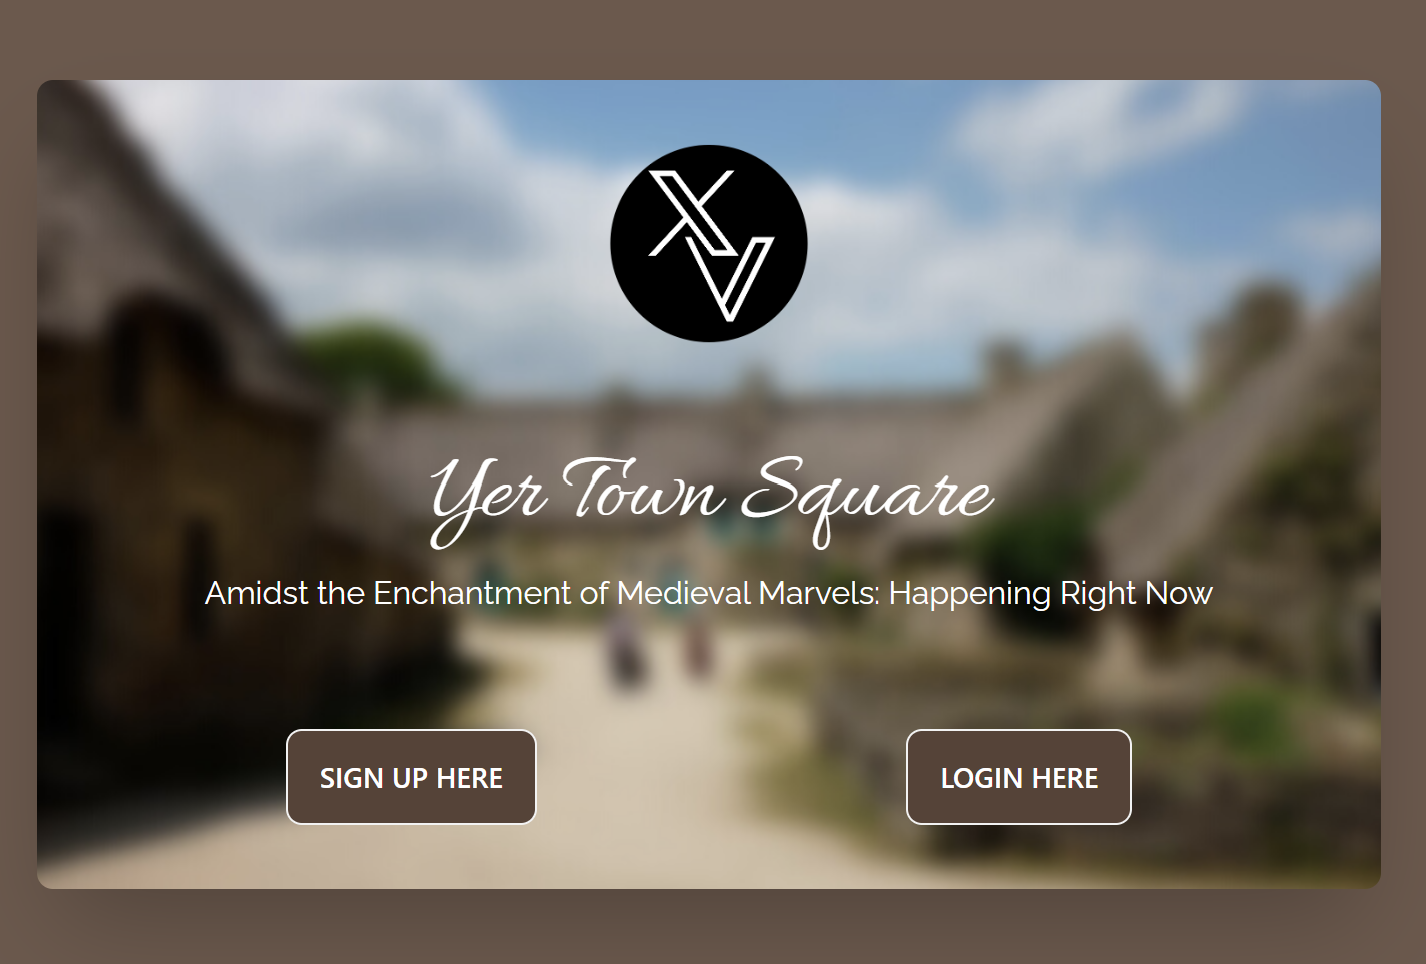 XV
Yer Town Square
Amidst the Enchantment of Medieval Marvels: Happening Right Now
SIGN UP HERE
LOGIN HERE